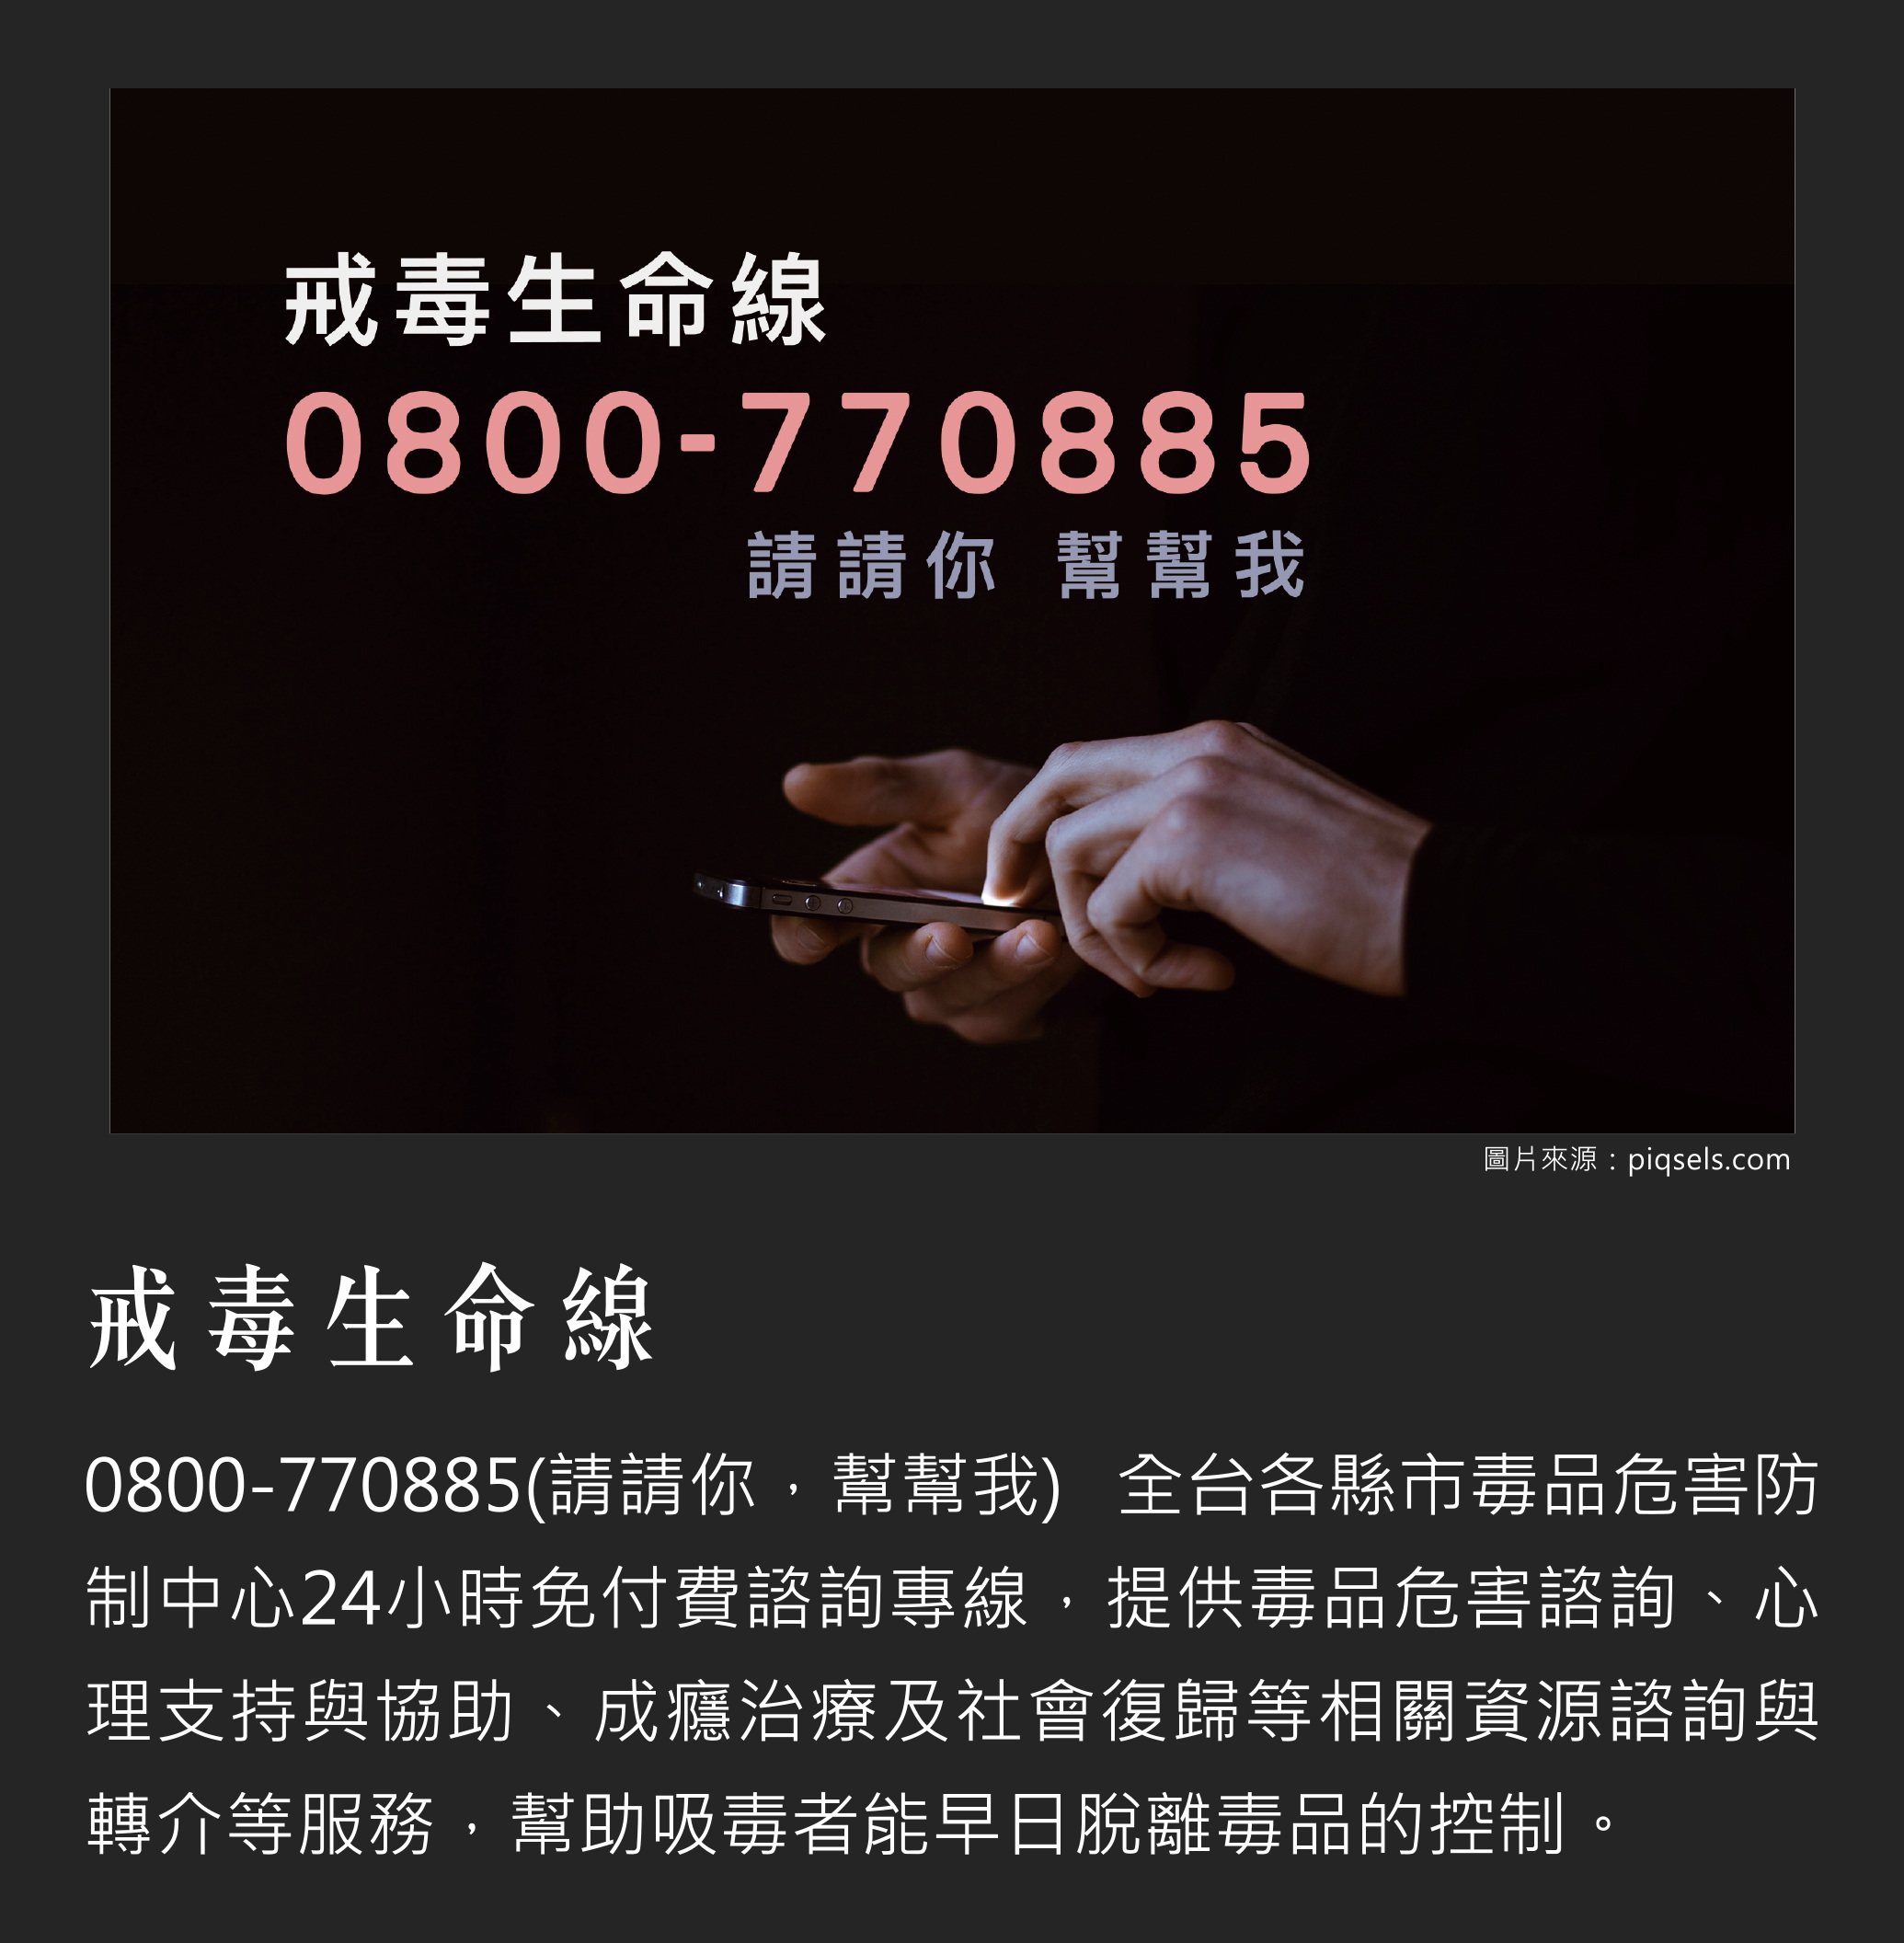 戒毒生命線
0800-770885
請請你 幫幫我
圖片來源：piqsels.com
戒毒生命線
0800-770885(請請你，幫幫我) 全台各縣市毒品危害防
制中心24小時免付費諮詢專線，提供毒品危害諮詢、心
理支持與協助、成癮治療及社會復歸等相關資源諮詢與
轉介等服務，幫助吸毒者能早日脫離毒品的控制。